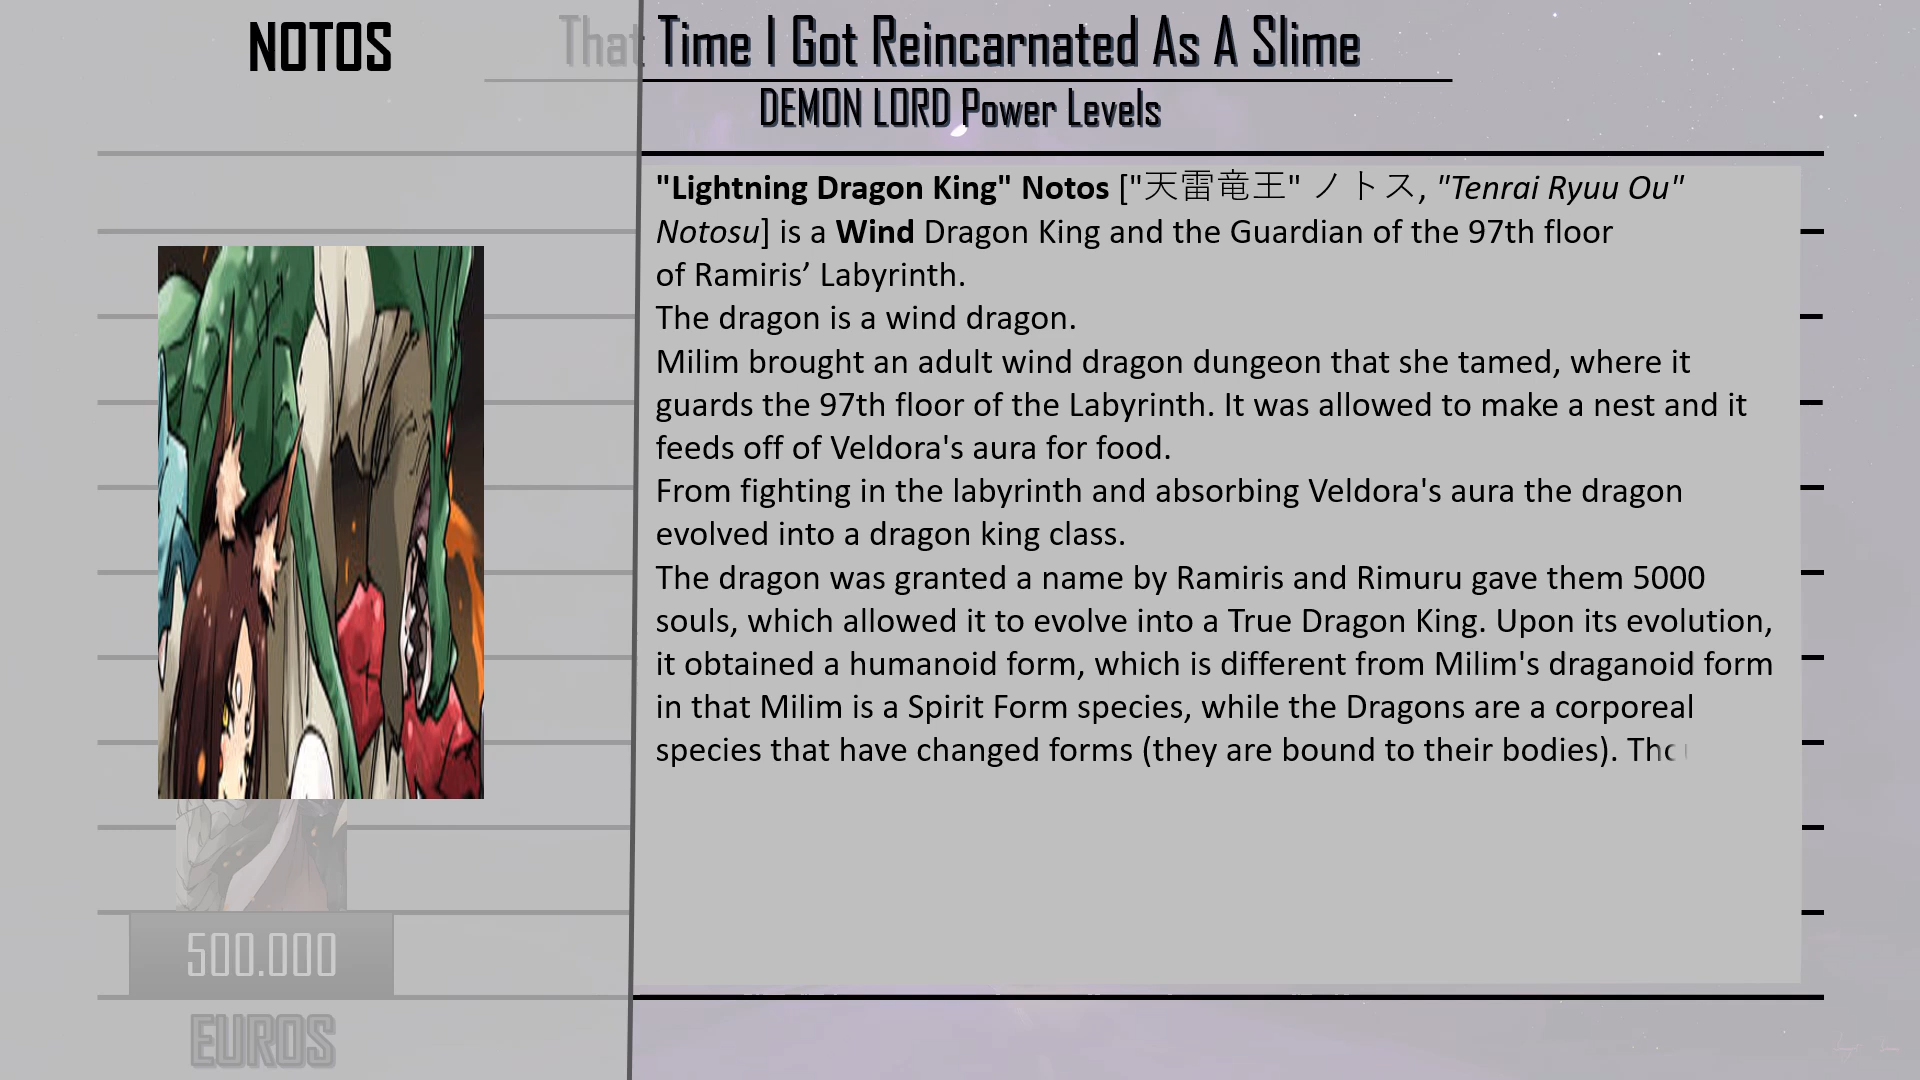 NOTOS
That Time I Got Reincarnated As A Slime
DEMON LORD Power Levels
"Lightning Dragon King" Notos ["天雷竜王" ノトス, "Tenrai Ryuu Ou"
Notosu] is a Wind Dragon King and the Guardian of the 97th floor
of Ramiris’ Labyrinth.
The dragon is a wind dragon.
Milim brought an adult wind dragon dungeon that she tamed, where it
guards the 97th floor of the Labyrinth. It was allowed to make a nest and it
feeds off of Veldora's aura for food.
From fighting in the labyrinth and absorbing Veldora's aura the dragon
evolved into a dragon king class.
The dragon was granted a name by Ramiris and Rimuru gave them 5000
souls, which allowed it to evolve into a True Dragon King. Upon its evolution,
it obtained a humanoid form, which is different from Milim's draganoid form
in that Milim is a Spirit Form species, while the Dragons are a corporeal
species that have changed forms (they are bound to their bodies).
500.000
EUROS